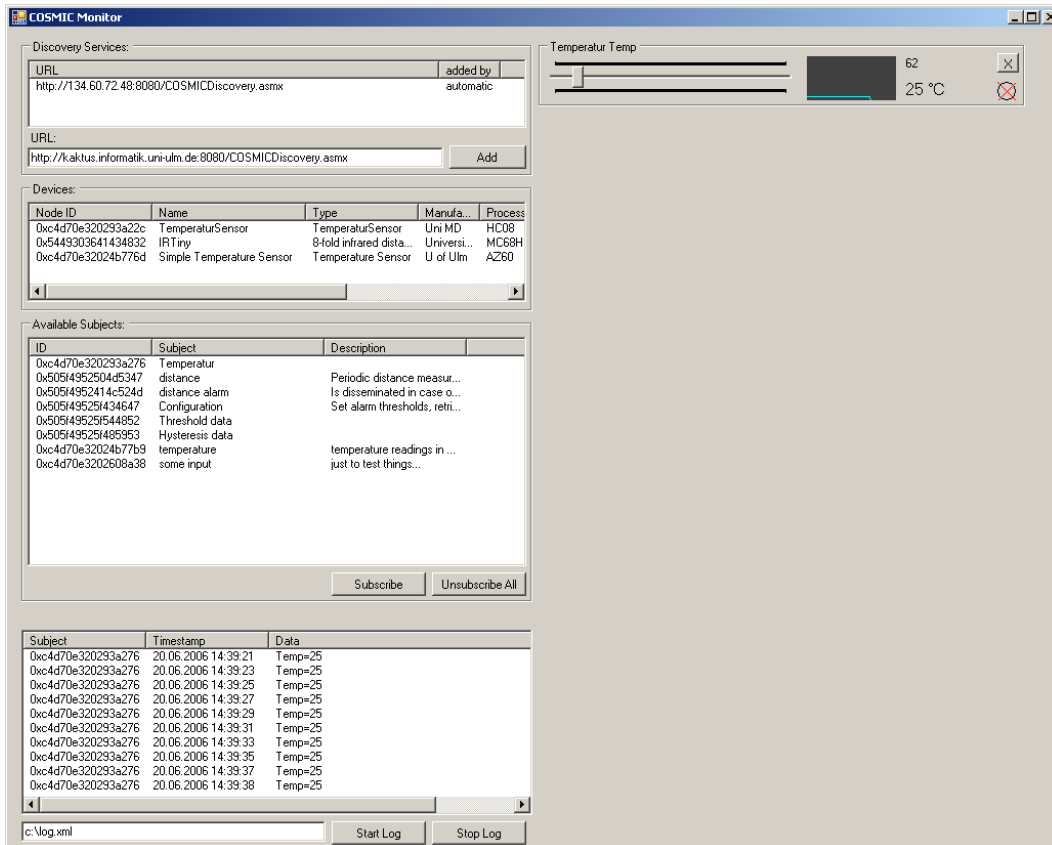 COSMIC Monitor
Discovery Services:
URL added by
http://134.60.72.48:8080/COSMICDiscovery.asmx automatic
URL:
http://kaktus.informatik.uni-ulm.de:8080/COSMICDiscovery.asmx Add
Temperatur Temp
62
X
25 °C
Devices:
Node ID Name Type Manufa... Process
0xc4d70e320293a22c TemperaturSensor TemperaturSensor Uni MD HC08
0x5449303641434832 IRTiny 8-fold infrared dista... Universi... MC68H
0xc4d70e32024b776d Simple Temperature Sensor Temperature Sensor U of Ulm AZ60
Available Subjects:
ID Subject Description
0xc4d70e320293a276 Temperatur
0x505f4952504d5347 distance Periodic distance measur...
0x505f4952414c524d distance alarm Is disseminated in case o...
0x505f49525f434647 Configuration Set alarm thresholds, retri...
0x505f49525f544852 Threshold data
0x505f49525f485953 Hysteresis data
0xc4d70e32024b77b9 temperature temperature readings in ...
0xc4d70e3202608a38 some input just to test things...
Subscribe Unsubscribe All
Subject Timestamp Data
0xc4d70e320293a276 20.06.2006 14:39:21 Temp=25
0xc4d70e320293a276 20.06.2006 14:39:23 Temp=25
0xc4d70e320293a276 20.06.2006 14:39:25 Temp=25
0xc4d70e320293a276 20.06.2006 14:39:27 Temp=25
0xc4d70e320293a276 20.06.2006 14:39:29 Temp=25
0xc4d70e320293a276 20.06.2006 14:39:31 Temp=25
0xc4d70e320293a276 20.06.2006 14:39:33 Temp=25
0xc4d70e320293a276 20.06.2006 14:39:35 Temp=25
0xc4d70e320293a276 20.06.2006 14:39:37 Temp=25
0xc4d70e320293a276 20.06.2006 14:39:38 Temp=25
c:\log.xml Start Log Stop Log